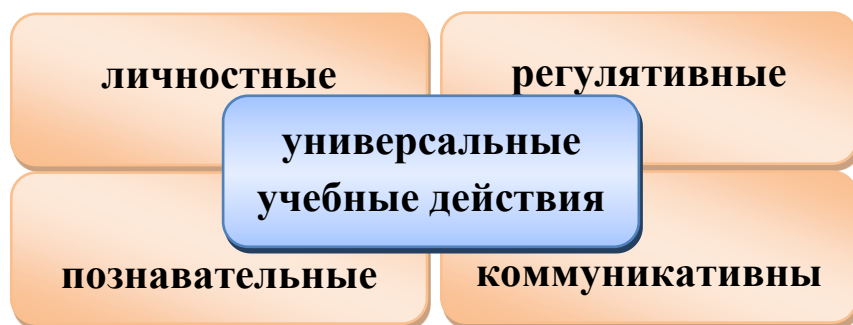 личностные
регулятивные
универсальные
учебные действия
познавательные
коммуникативны